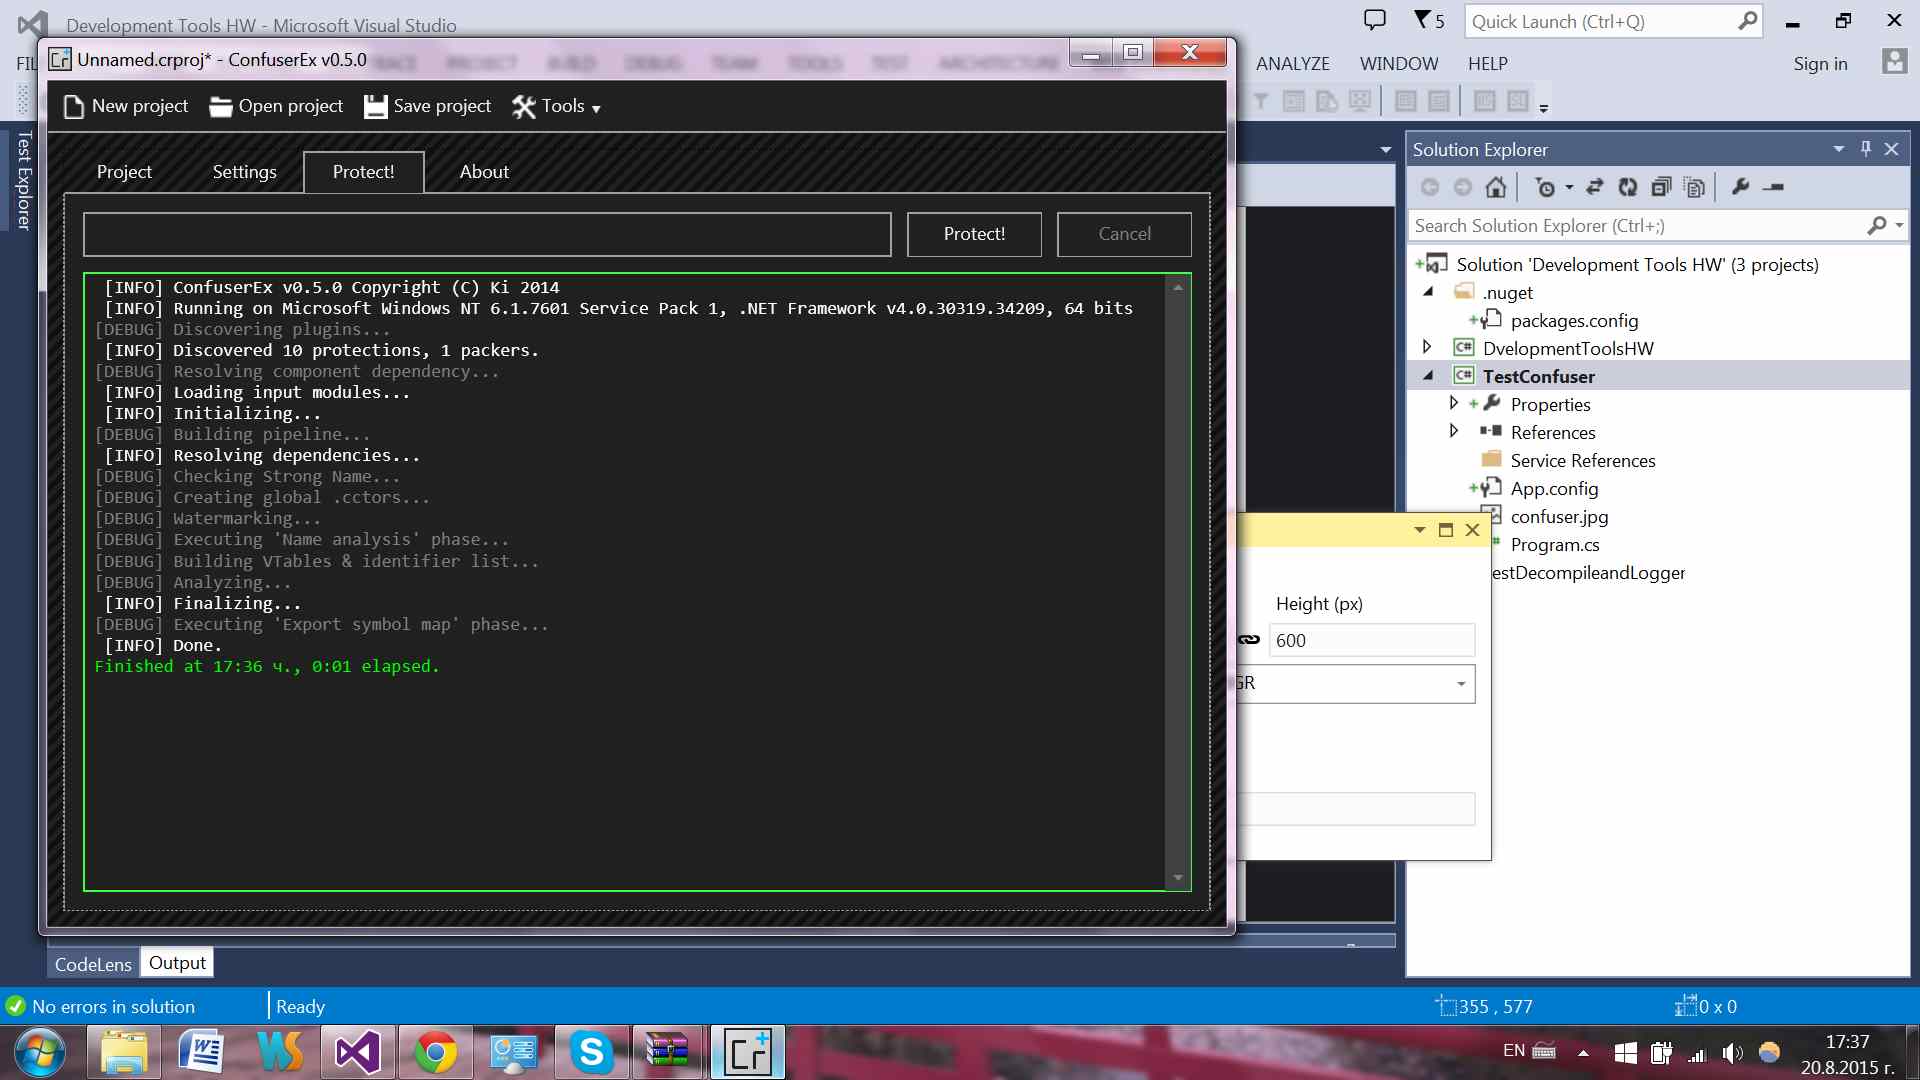 Development Tools HW - Microsoft Visual Studio
5
Quick Launch (Ctrl+Q)
Unnamed.crproj* - ConfuserEx v0.5.0
FIL
PROJECT
BUILD
DEBUG
TEAM
TOOLS
TEST
ARCHITECTURE
ANALYZE
WINDOW
HELP
Sign in
New project
Open project
Save project
Tools
Test Explorer
Project
Settings
Protect!
About
Protect!
Cancel
[INFO] ConfuserEx v0.5.0 Copyright (C) Ki 2014
[INFO] Running on Microsoft Windows NT 6.1.7601 Service Pack 1, .NET Framework v4.0.30319.34209, 64 bits
[DEBUG] Discovering plugins...
[INFO] Discovered 10 protections, 1 packers.
[DEBUG] Resolving component dependency...
[INFO] Loading input modules...
[INFO] Initializing...
[DEBUG] Building pipeline...
[INFO] Resolving dependencies...
[DEBUG] Checking Strong Name...
[DEBUG] Creating global .cctors...
[DEBUG] Watermarking...
[DEBUG] Executing 'Name analysis' phase...
[DEBUG] Building VTables & identifier list...
[DEBUG] Analyzing...
[INFO] Finalizing...
[DEBUG] Executing 'Export symbol map' phase...
[INFO] Done.
Finished at 17:36 ч., 0:01 elapsed.
Solution Explorer
Search Solution Explorer (Ctrl+;)
Solution 'Development Tools HW' (3 projects)
.nuget
packages.config
C# DvelopmentToolsHW
C# TestConfuser
Properties
References
Service References
App.config
confuser.jpg
Program.cs
estDecompileandLogger
Height (px)
600
GR
CodeLens
Output
No errors in solution
Ready
355 , 577
0 x 0
EN
17:37
20.8.2015 г.